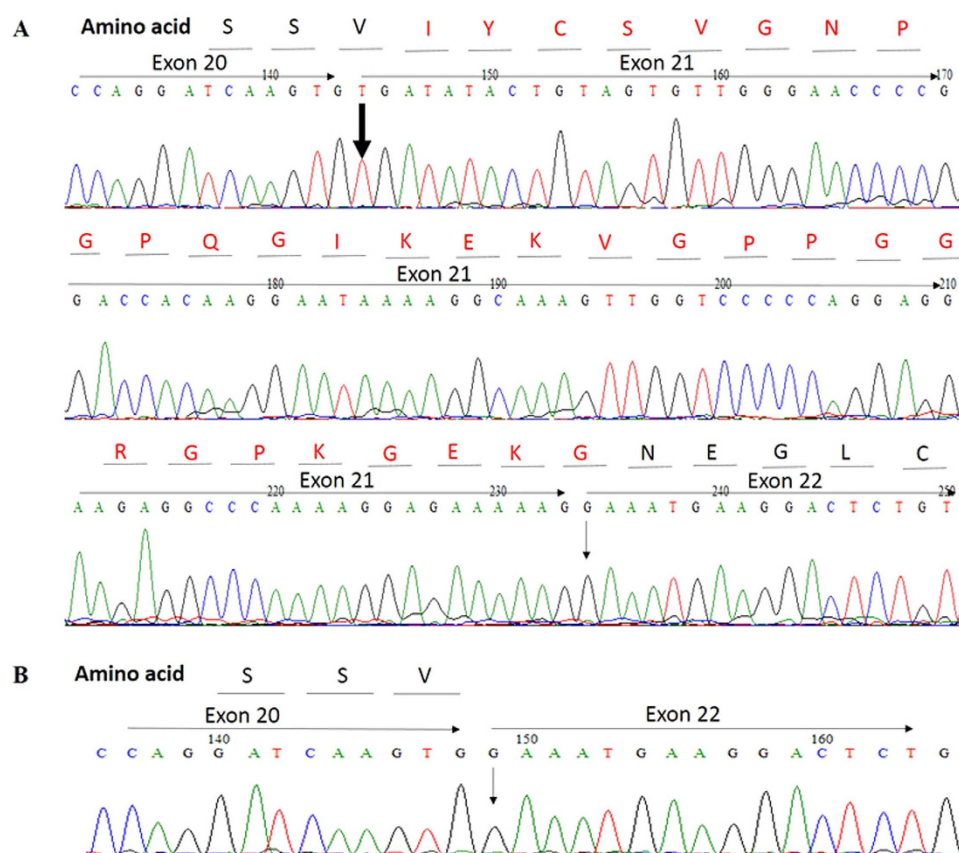 A Amino acid S S V I Y C S V G N P
Exon 20 Exon 21
140 150 160 170
C C A G G A T C A A G T G T G A T A T A C T G T A G T G T T G G G A A C C C C G
G P Q G I K E K V G P P G G
Exon 21
180 190 200 210
G A C C A C A A G G A A T A A A A G G C A A A G T T G G T C C C C C A G G A G G
R G P K G E K G N E G L C
Exon 21 Exon 22
220 230 240 250
A A G A G G C C C A A A A G G A G A A A A A G G A A A T G A A G G A C T C T G T
B Amino acid S S V
Exon 20 Exon 22
140 150 160
C C A G G A T C A A G T G G A A A T G A A G G A C T C T G